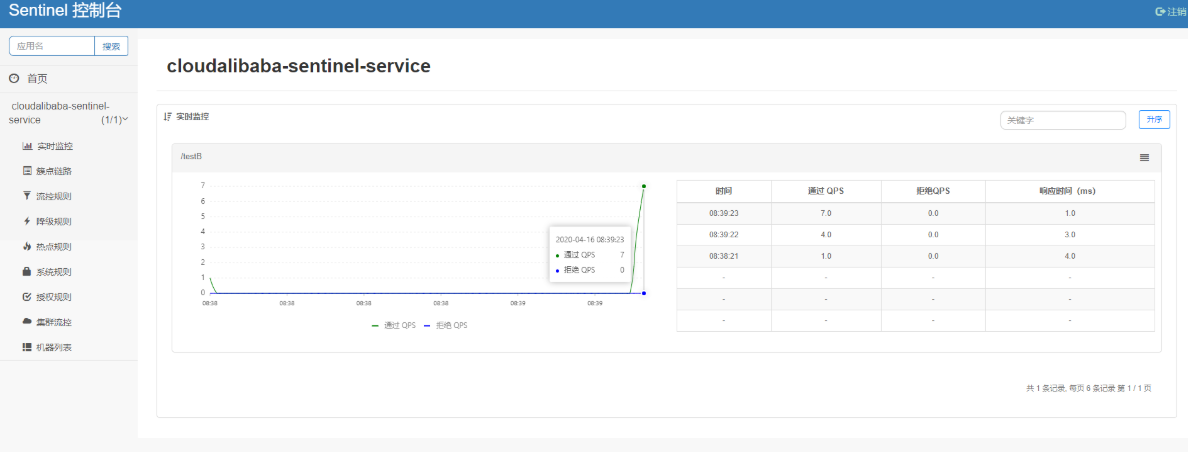 Sentinel 控制台
注销
应用名
搜索
首页
cloudalibaba-sentinel-
service (1/1)
实时监控
簇点链路
流控规则
降级规则
热点规则
系统规则
授权规则
集群流控
机器列表
cloudalibaba-sentinel-service
实时监控
关键字
升序
/testB
7
6
5
4
3
2
1
0
08:38
08:38
08:38
08:38
08:39
08:39
2020-04-16 08:39:23
通过 QPS 7
拒绝 QPS 0
通过 QPS 拒绝 QPS
时间 通过 QPS 拒绝QPS 响应时间（ms）
08:39:23 7.0 0.0 1.0
08:39:22 4.0 0.0 3.0
08:38:21 1.0 0.0 4.0
- - - -
- - - -
- - - -
共 1 条记录, 每页 6 条记录 第 1 / 1 页